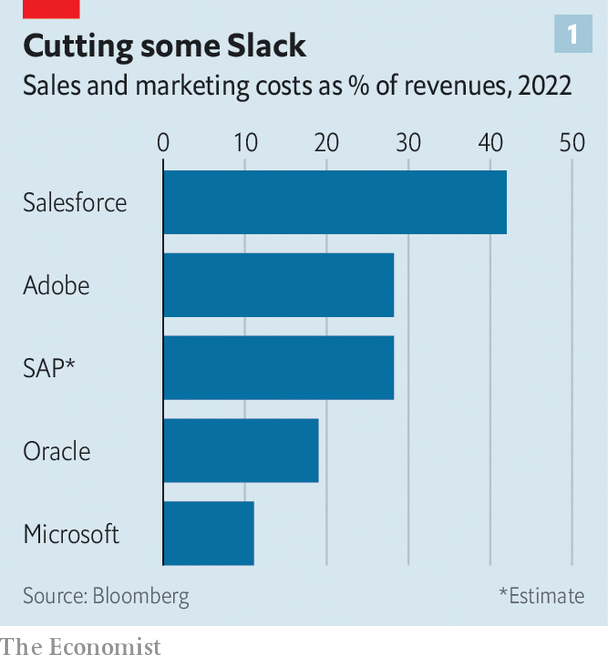 1
Cutting some Slack
Sales and marketing costs as % of revenues, 2022
0 10 20 30 40 50
Salesforce
Adobe
SAP*
Oracle
Microsoft
Source: Bloomberg *Estimate
The Economist